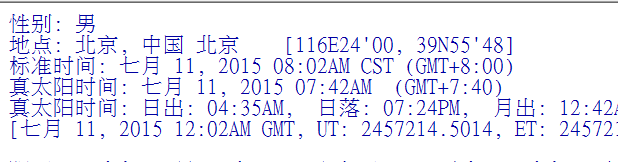 性别: 男
地点: 北京, 中国 北京 [116E24'00, 39N55'48]
标准时间: 七月 11, 2015 08:02AM CST (GMT+8:00)
真太阳时间: 七月 11, 2015 07:42AM (GMT+7:40)
真太阳时间: 日出: 04:35AM, 日落: 07:24PM, 月出: 12:42A
[七月 11, 2015 12:02AM GMT, UT: 2457214.5014, ET: 245721